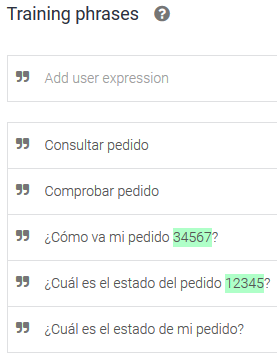 Training phrases
Add user expression
Consultar pedido
Comprobar pedido
¿Cómo va mi pedido 34567?
¿Cuál es el estado del pedido 12345?
¿Cuál es el estado de mi pedido?